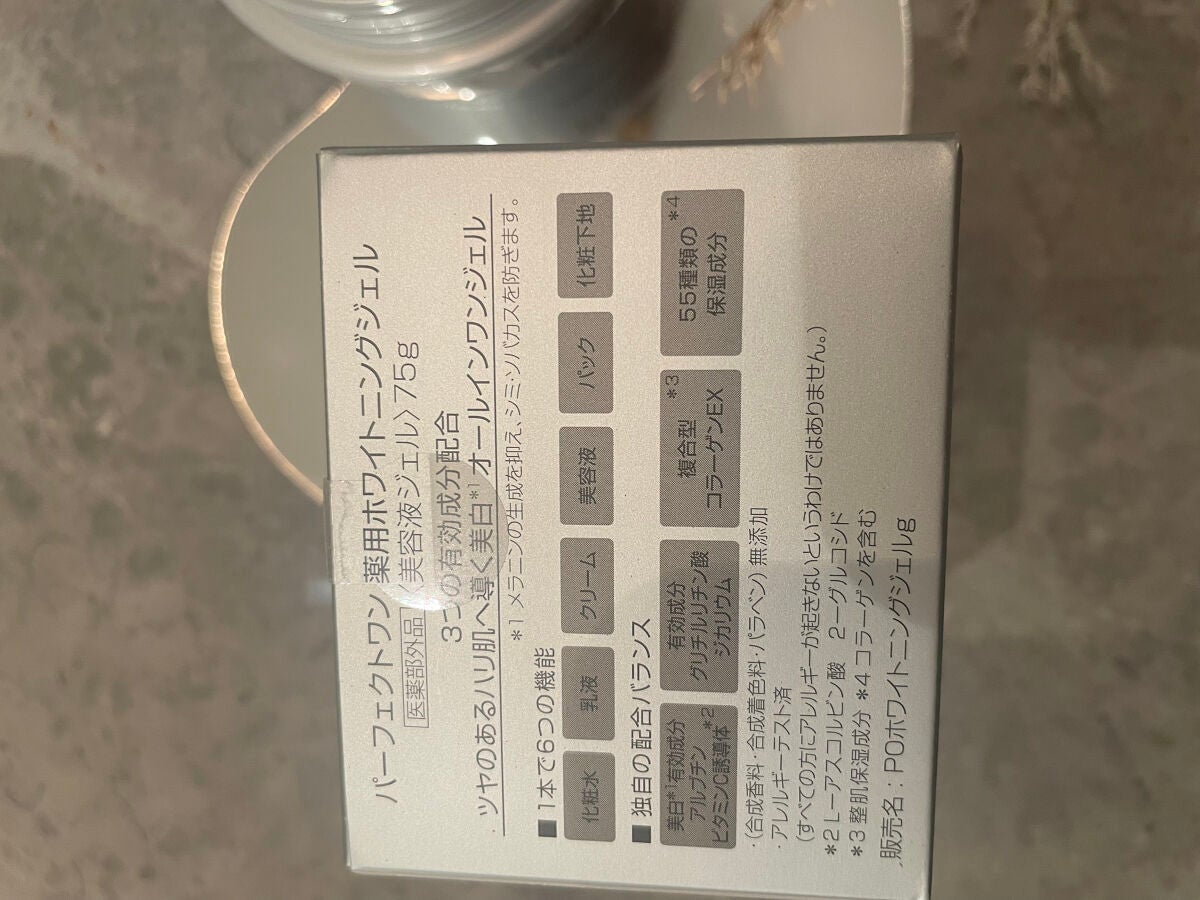 パーフェクトワン 薬用ホワイトニングジェル
医薬部外品 〈美容液ジェル〉75g
3つの有効成分配合
ツヤのあるハリ肌へ導く美白*1オールインワンジェル
*1 メラニンの生成を抑え、シミ・ソバカスを防ぎます。
■ 1本で6つの機能
化粧水 乳液 クリーム 美容液 パック 化粧下地
■ 独自の配合バランス
美白*1有効成分
アルブチン
ビタミンC誘導体*2
有効成分
グリチルリチン酸
ジカリウム
複合型*3
コラーゲンEX
55種類の*4
保湿成分
・(合成香料・合成着色料・パラベン) 無添加
・アレルギーテスト済
(すべての方にアレルギーが起きないというわけではありません。)
*2 L-アスコルビン酸 2-グルコシド
*3 整肌保湿成分 *4 コラーゲンを含む
販売名：POホワイトニングジェルg